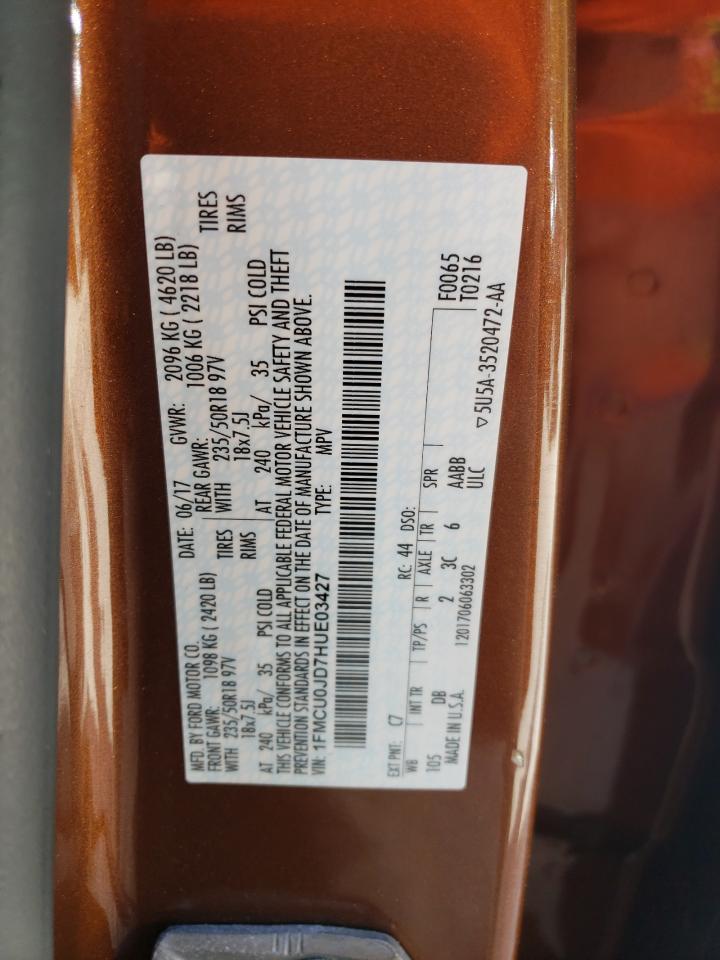 MFD. BY FORD MOTOR CO.
DATE: 06/17 GVWR: 2096 KG ( 4620 LB)
FRONT GAWR: 1098 KG ( 2420 LB)
REAR GAWR: 1006 KG ( 2218 LB)
WITH 235/50R18 97V TIRES
WITH 235/50R18 97V TIRES
18x7.5J RIMS
18x7.5J RIMS
AT 240 kPa/ 35 PSI COLD
AT 240 kPa/ 35 PSI COLD
THIS VEHICLE CONFORMS TO ALL APPLICABLE FEDERAL MOTOR VEHICLE SAFETY AND THEFT
PREVENTION STANDARDS IN EFFECT ON THE DATE OF MANUFACTURE SHOWN ABOVE.
VIN: 1FMCU0JD7HUE03427 TYPE: MPV
EXT PNT: C7 RC: 44 DSO:
WB INT TR TP/PS R AXLE TR SPR F0065
105 DB 2 3C 6 AABB T0216
MADE IN U.S.A. 1201706063302 ULC
▽5U5A-3520472-AA